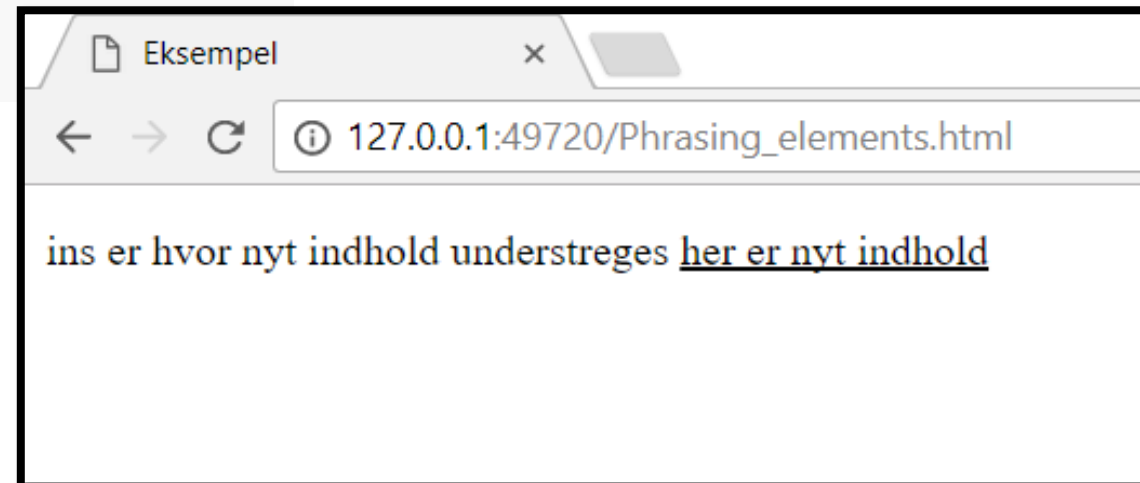 Eksempel
127.0.0.1:49720/Phrasing_elements.html
ins er hvor nyt indhold understreges her er nyt indhold